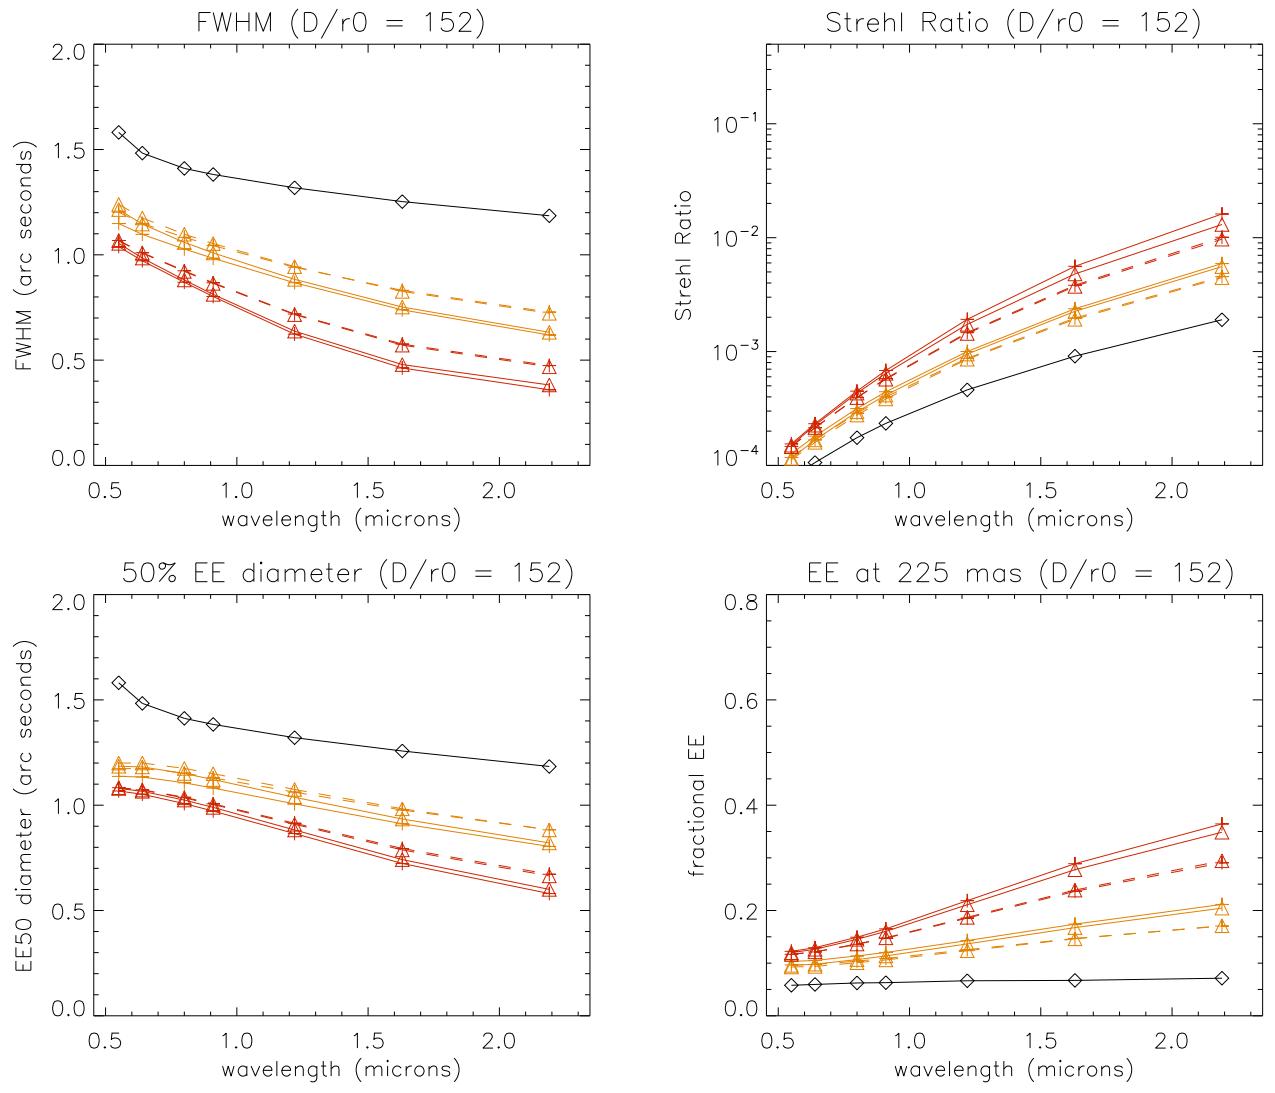 FWHM (D/r0 = 152)
2.0
1.5
1.0
0.5
0.0
FWHM (arc seconds)
0.5 1.0 1.5 2.0
wavelength (microns)
Strehl Ratio (D/r0 = 152)
10⁻¹
10⁻²
10⁻³
10⁻⁴
Strehl Ratio
0.5 1.0 1.5 2.0
wavelength (microns)
50% EE diameter (D/r0 = 152)
2.0
1.5
1.0
0.5
0.0
EE50 diameter (arc seconds)
0.5 1.0 1.5 2.0
wavelength (microns)
EE at 225 mas (D/r0 = 152)
0.8
0.6
0.4
0.2
0.0
fractional EE
0.5 1.0 1.5 2.0
wavelength (microns)